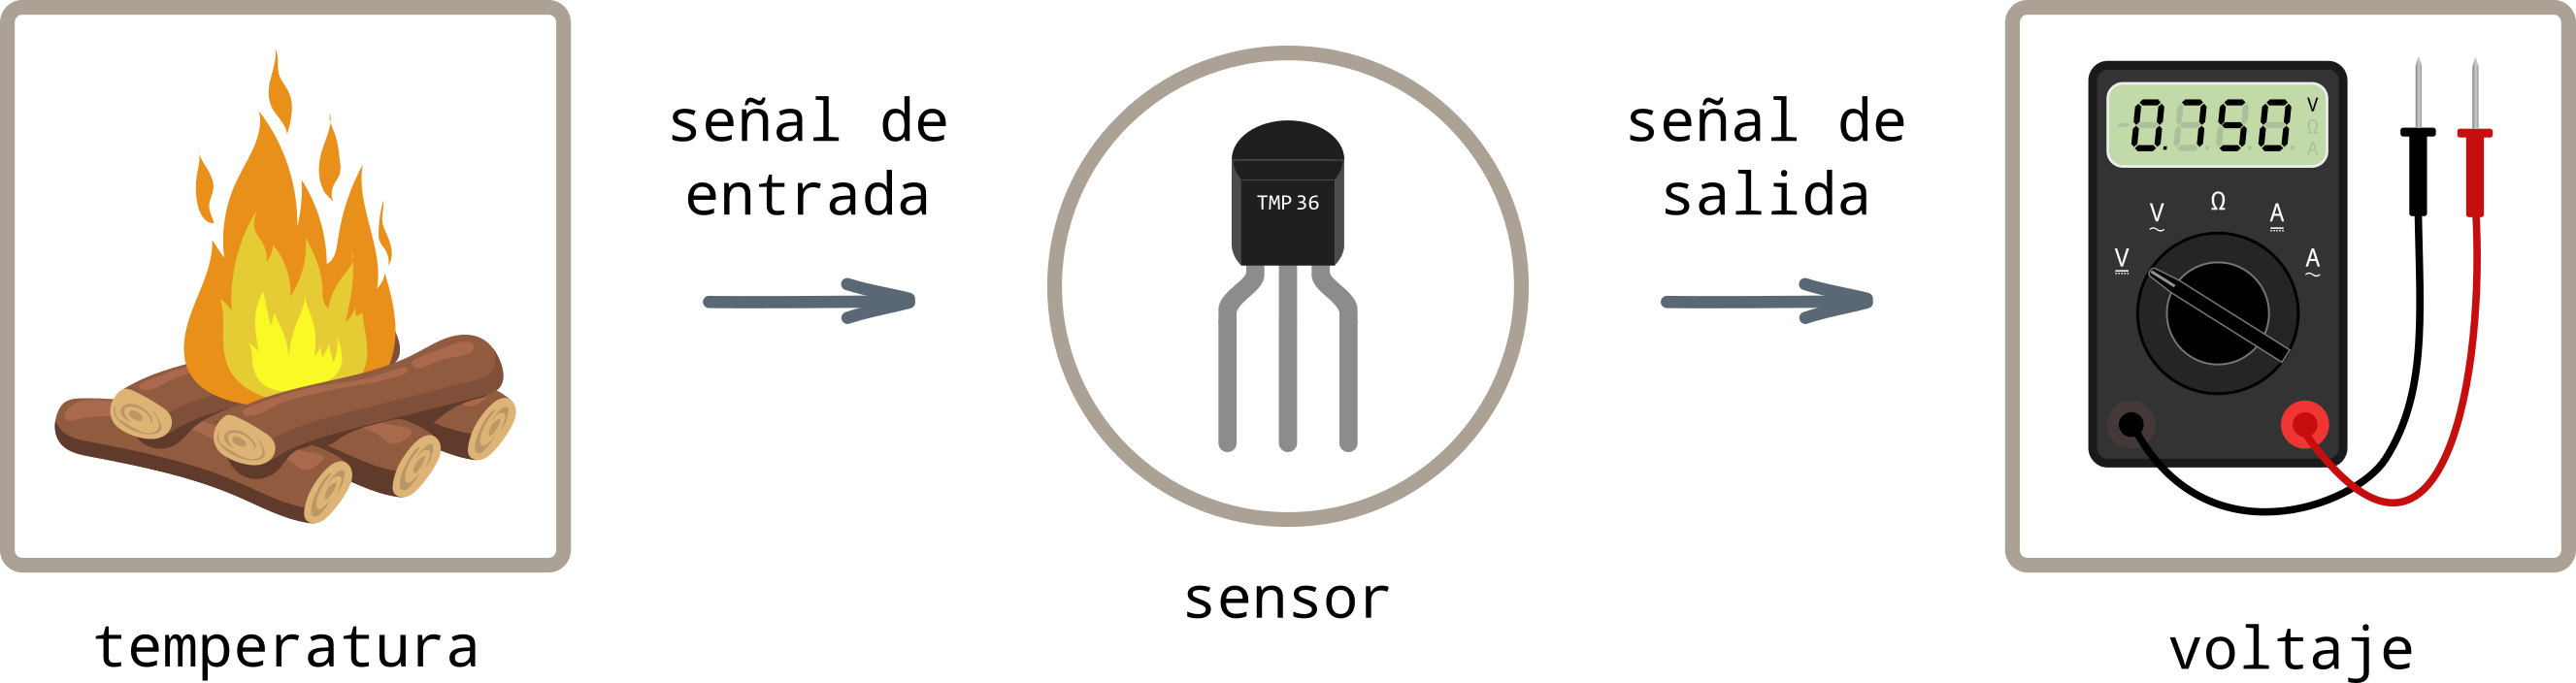 temperatura
señal de
entrada
TMP 36
sensor
señal de
salida
0.750
V
Ω
A
V
V
Ω
A
A
voltaje